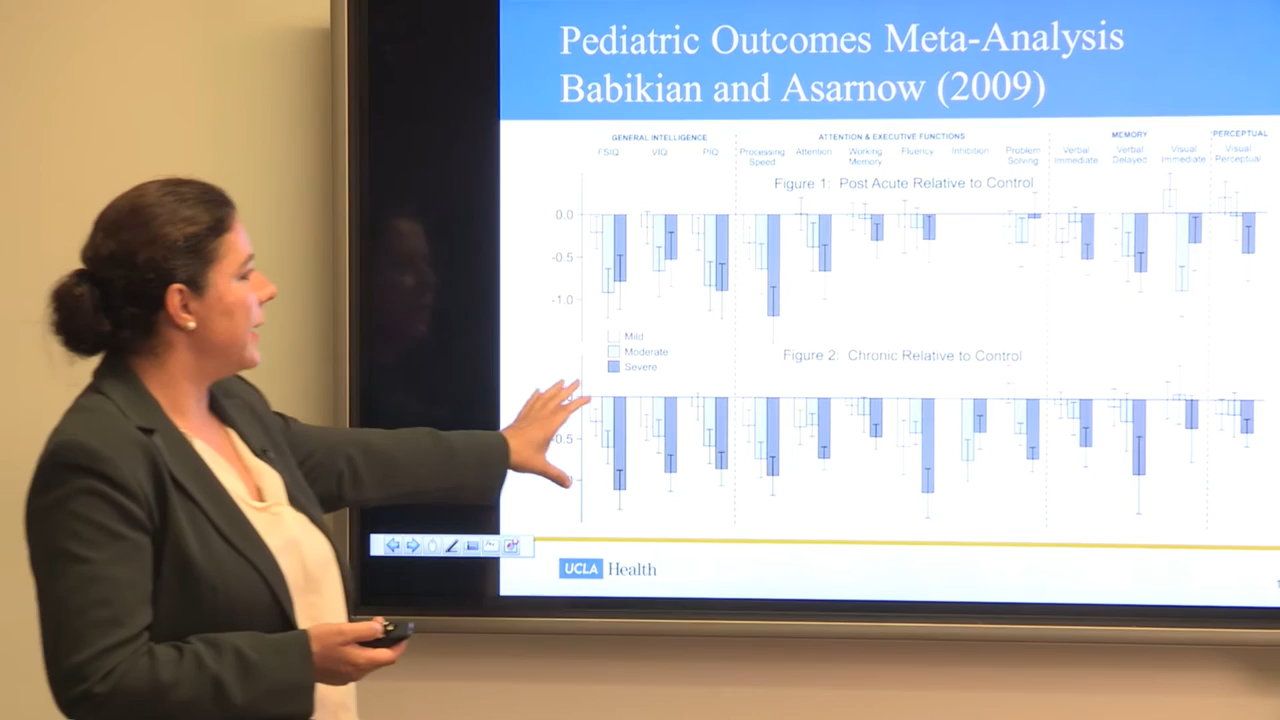 Pediatric Outcomes Meta-Analysis
Babikian and Asarnow (2009)
GENERAL INTELLIGENCE
ATTENTION & EXECUTIVE FUNCTIONS
MEMORY
PERCEPTUAL
FSIQ
VIQ
PIQ
Processing Speed
Attention
Working Memory
Fluency
Inhibition
Problem Solving
Verbal Immediate
Verbal Delayed
Visual Immediate
Visual Perceptual
Figure 1: Post Acute Relative to Control
0.0
-0.5
-1.0
Mild
Moderate
Severe
Figure 2: Chronic Relative to Control
-0.5
UCLA Health